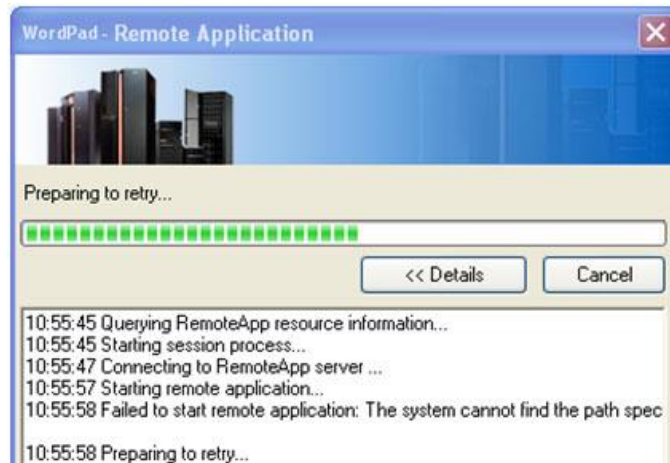 WordPad - Remote Application
Preparing to retry...
<< Details
Cancel
10:55:45 Querying RemoteApp resource information...
10:55:45 Starting session process...
10:55:47 Connecting to RemoteApp server ...
10:55:57 Starting remote application...
10:55:58 Failed to start remote application: The system cannot find the path spec
10:55:58 Preparing to retry...